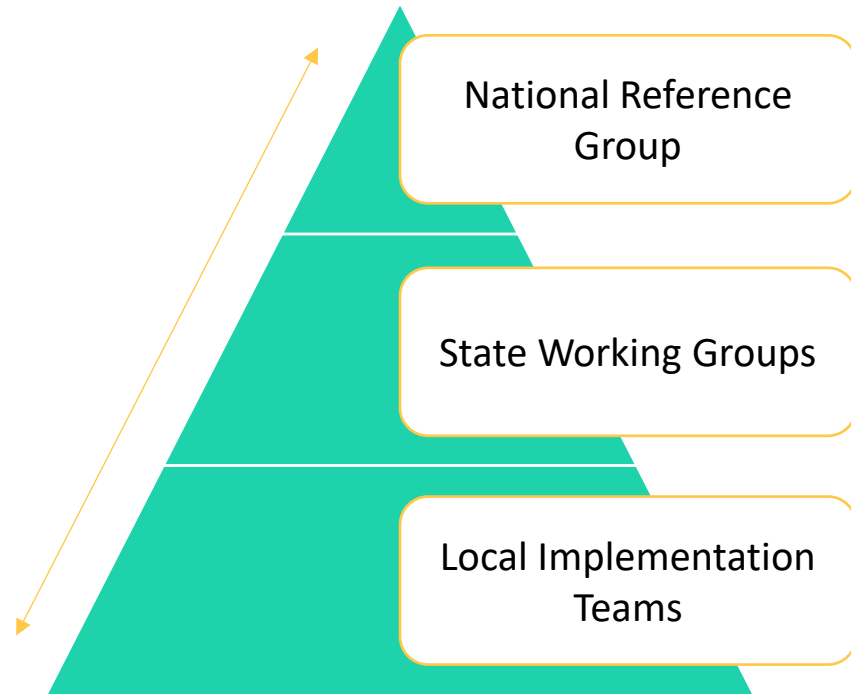 National Reference
Group
State Working Groups
Local Implementation
Teams